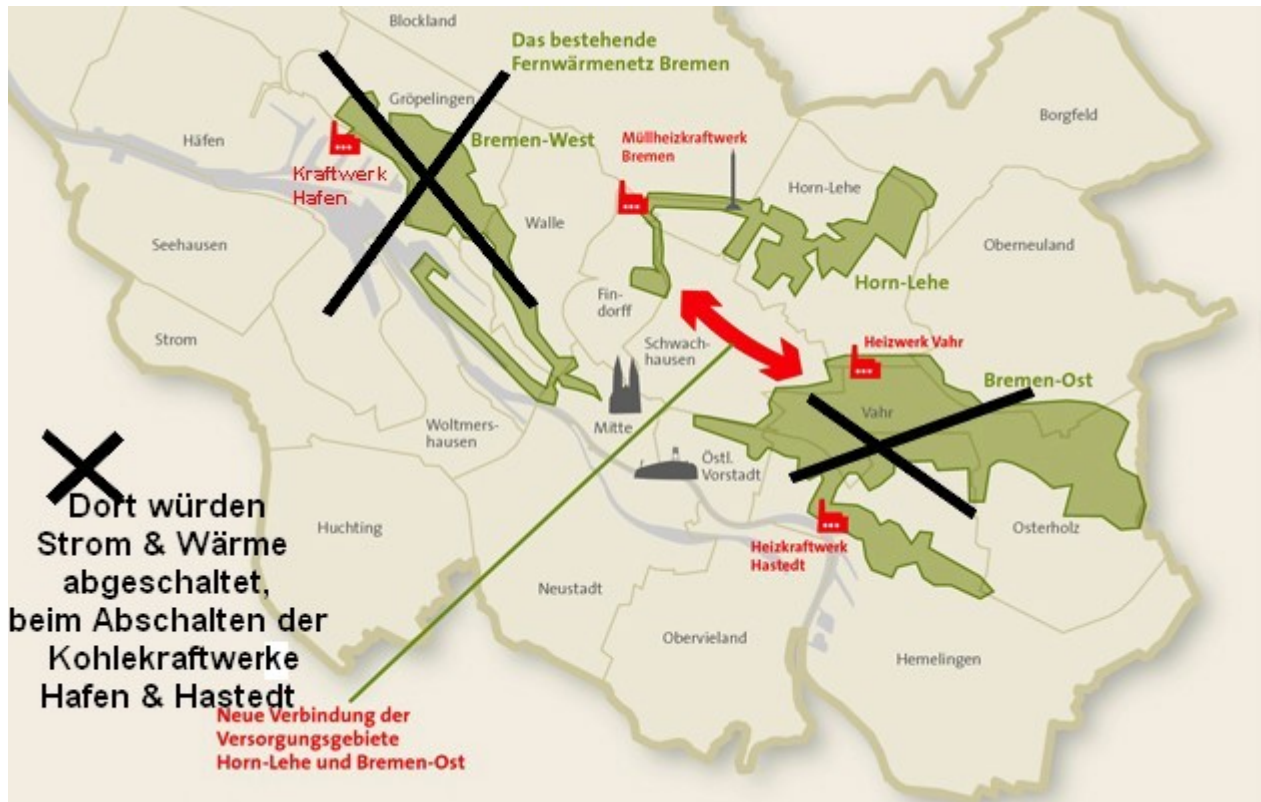 Blockland
Das bestehende
Fernwärmenetz Bremen
Gröpelingen
Borgfeld
Häfen
Bremen-West
Müllheizkraftwerk
Bremen
Kraftwerk
Hafen
Horn-Lehe
Walle
Seehausen
Oberneuland
Horn-Lehe
Fin-
dorff
Strom
Schwach-
hausen
Heizwerk Vahr
Bremen-Ost
Vahr
Woltmers-
hausen
Mitte
Östl.
Vorstadt
Dort würden
Strom & Wärme
abgeschaltet,
beim Abschalten der
Kohlekraftwerke
Hafen & Hastedt
Huchting
Osterholz
Heizkraftwerk
Hastedt
Neustadt
Obervieland
Hemelingen
Neue Verbindung der
Versorgungsgebiete
Horn-Lehe und Bremen-Ost